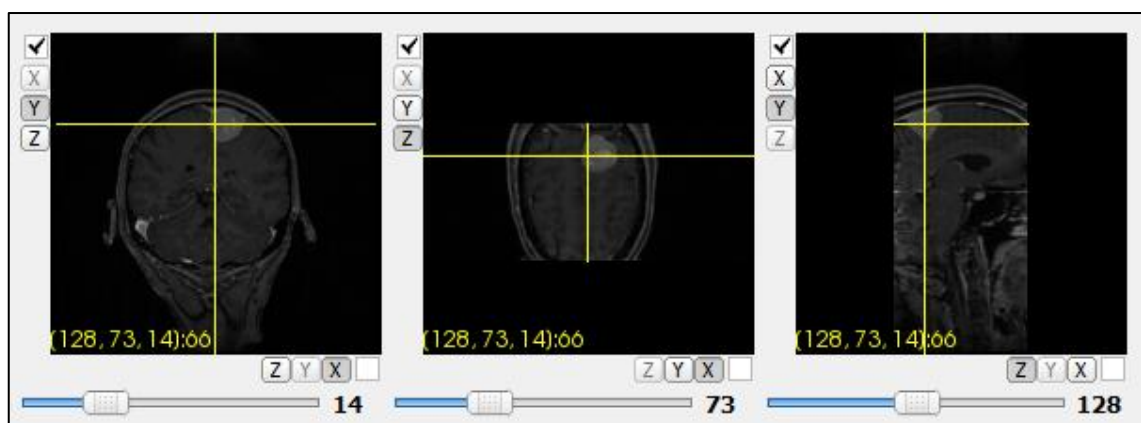 X
Y
Z
(128, 73, 14):66
Z Y X
14
X
Y
Z
(128, 73, 14):66
Z Y X
73
X
Y
Z
(128, 73, 14):66
Z Y X
128